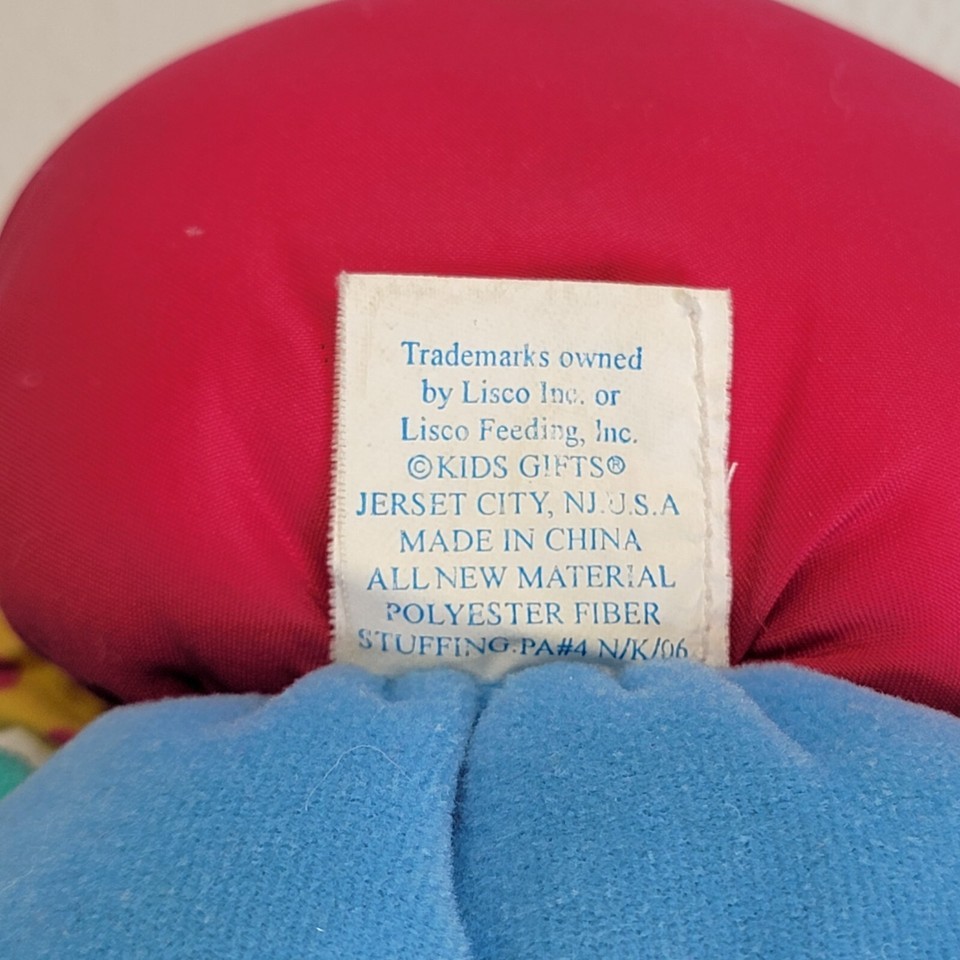 Trademarks owned
by Lisco Inc. or
Lisco Feeding, Inc.
©KIDS GIFTS®
JERSET CITY, NJ.U.S.A
MADE IN CHINA
ALL NEW MATERIAL
POLYESTER FIBER
STUFFING.PA#4 N/K/06